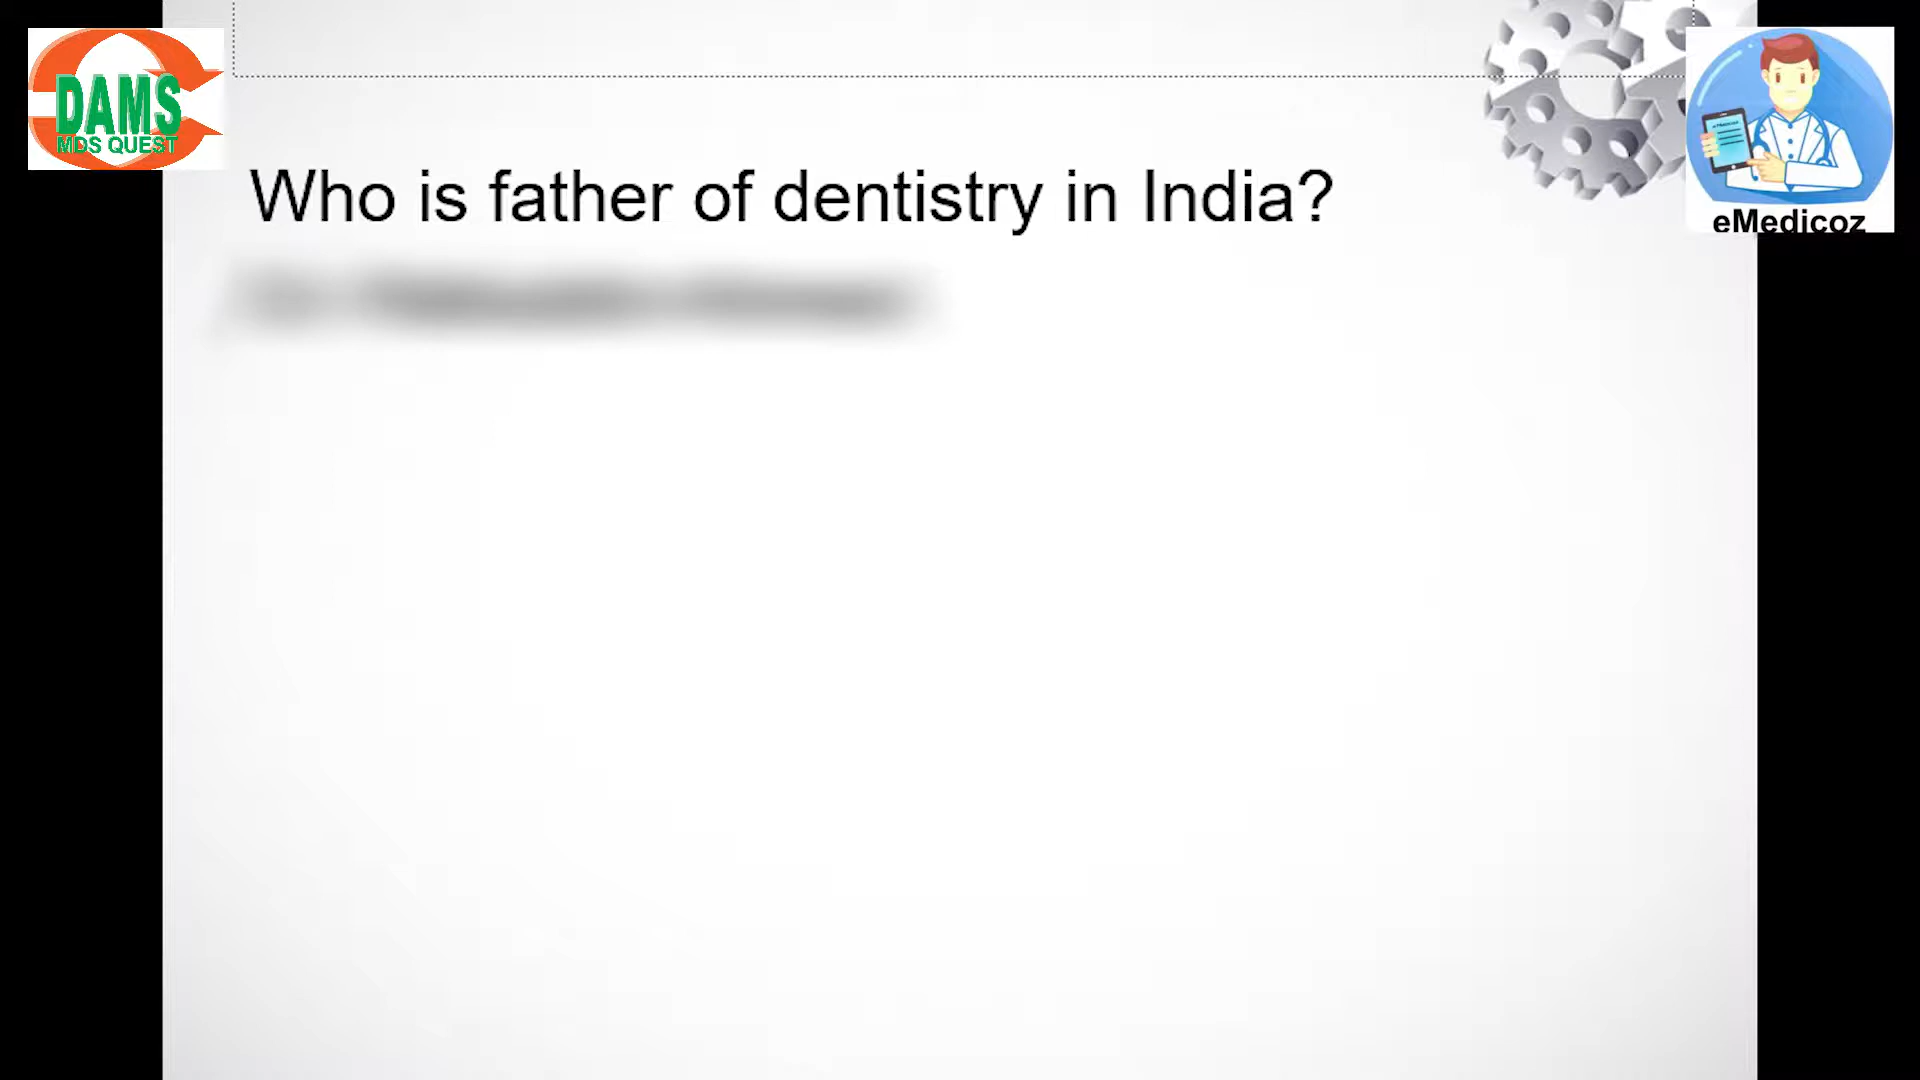 DAMS
MDS QUEST
Who is father of dentistry in India?
eMedicoz